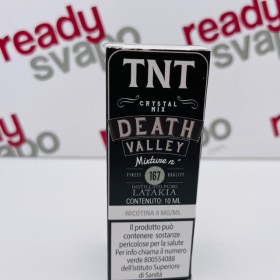 ready
svapo
ready
svapo
TNT
CRYSTAL
MIX
DEATH
VALLEY
Mixture n°
FINEST 167 QUALITY
DISTILLATO PURO
LATAKIA
CONTENUTO 10 ML
NICOTINA 8 MG/ML
Il prodotto può
contenere sostanze
pericolose per la salute
Per info chiama il numero
verde 800554088
dell'Istituto Superiore
di Sanità